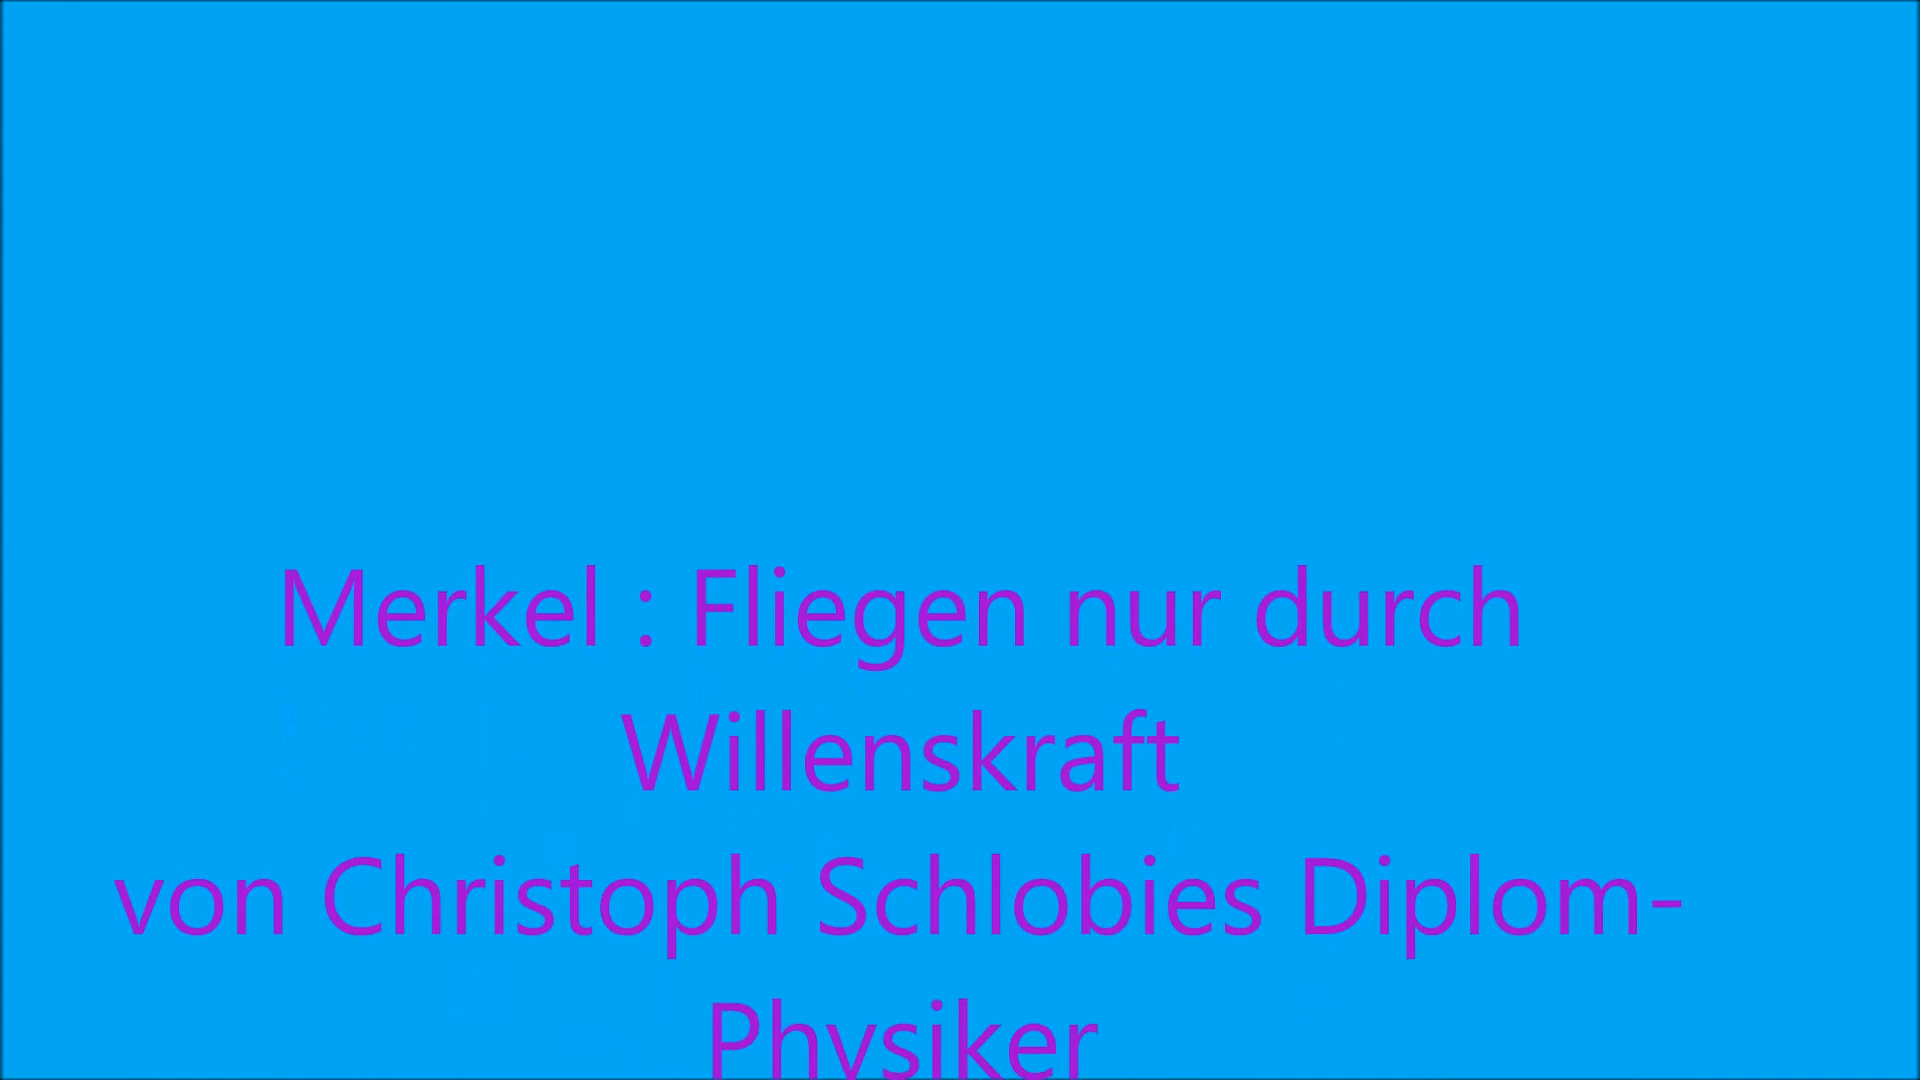 Merkel : Fliegen nur durch
Willenskraft
von Christoph Schlobies Diplom-
Physiker